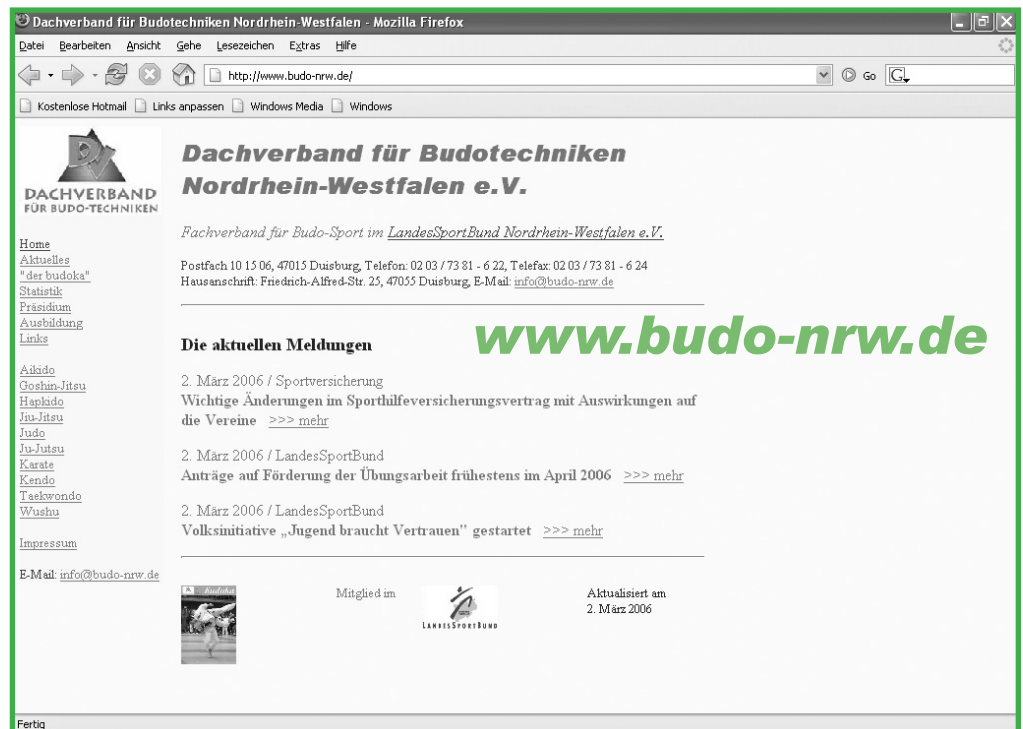 Dachverband für Budotechniken Nordrhein-Westfalen - Mozilla Firefox
Datei Bearbeiten Ansicht Gehe Lesezeichen Extras Hilfe
http://www.budo-nrw.de/ Go G
Kostenlose Hotmail Links anpassen Windows Media Windows
DACHVERBAND
FÜR BUDO-TECHNIKEN
Home
Aktuelles
"der budoka"
Statistik
Präsidium
Ausbildung
Links
Aikido
Goshin-Jitsu
Hapkido
Jiu-Jitsu
Judo
Ju-Jutsu
Karate
Kendo
Taekwondo
Wushu
Impressum
E-Mail: info@budo-nrw.de
Dachverband für Budotechniken
Nordrhein-Westfalen e.V.
Fachverband für Budo-Sport im LandesSportBund Nordrhein-Westfalen e.V.
Postfach 10 15 06, 47015 Duisburg, Telefon: 02 03 / 73 81 - 6 22, Telefax: 02 03 / 73 81 - 6 24
Hausanschrift: Friedrich-Alfred-Str. 25, 47055 Duisburg, E-Mail: info@budo-nrw.de
www.budo-nrw.de
Die aktuellen Meldungen
2. März 2006 / Sportversicherung
Wichtige Änderungen im Sporthilfeversicherungsvertrag mit Auswirkungen auf
die Vereine >>> mehr
2. März 2006 / LandesSportBund
Anträge auf Förderung der Übungsarbeit frühestens im April 2006 >>> mehr
2. März 2006 / LandesSportBund
Volksinitiative „Jugend braucht Vertrauen" gestartet >>> mehr
budoka
Mitglied im
LANDESSPORTBUND
Aktualisiert am
2. März 2006
Fertig